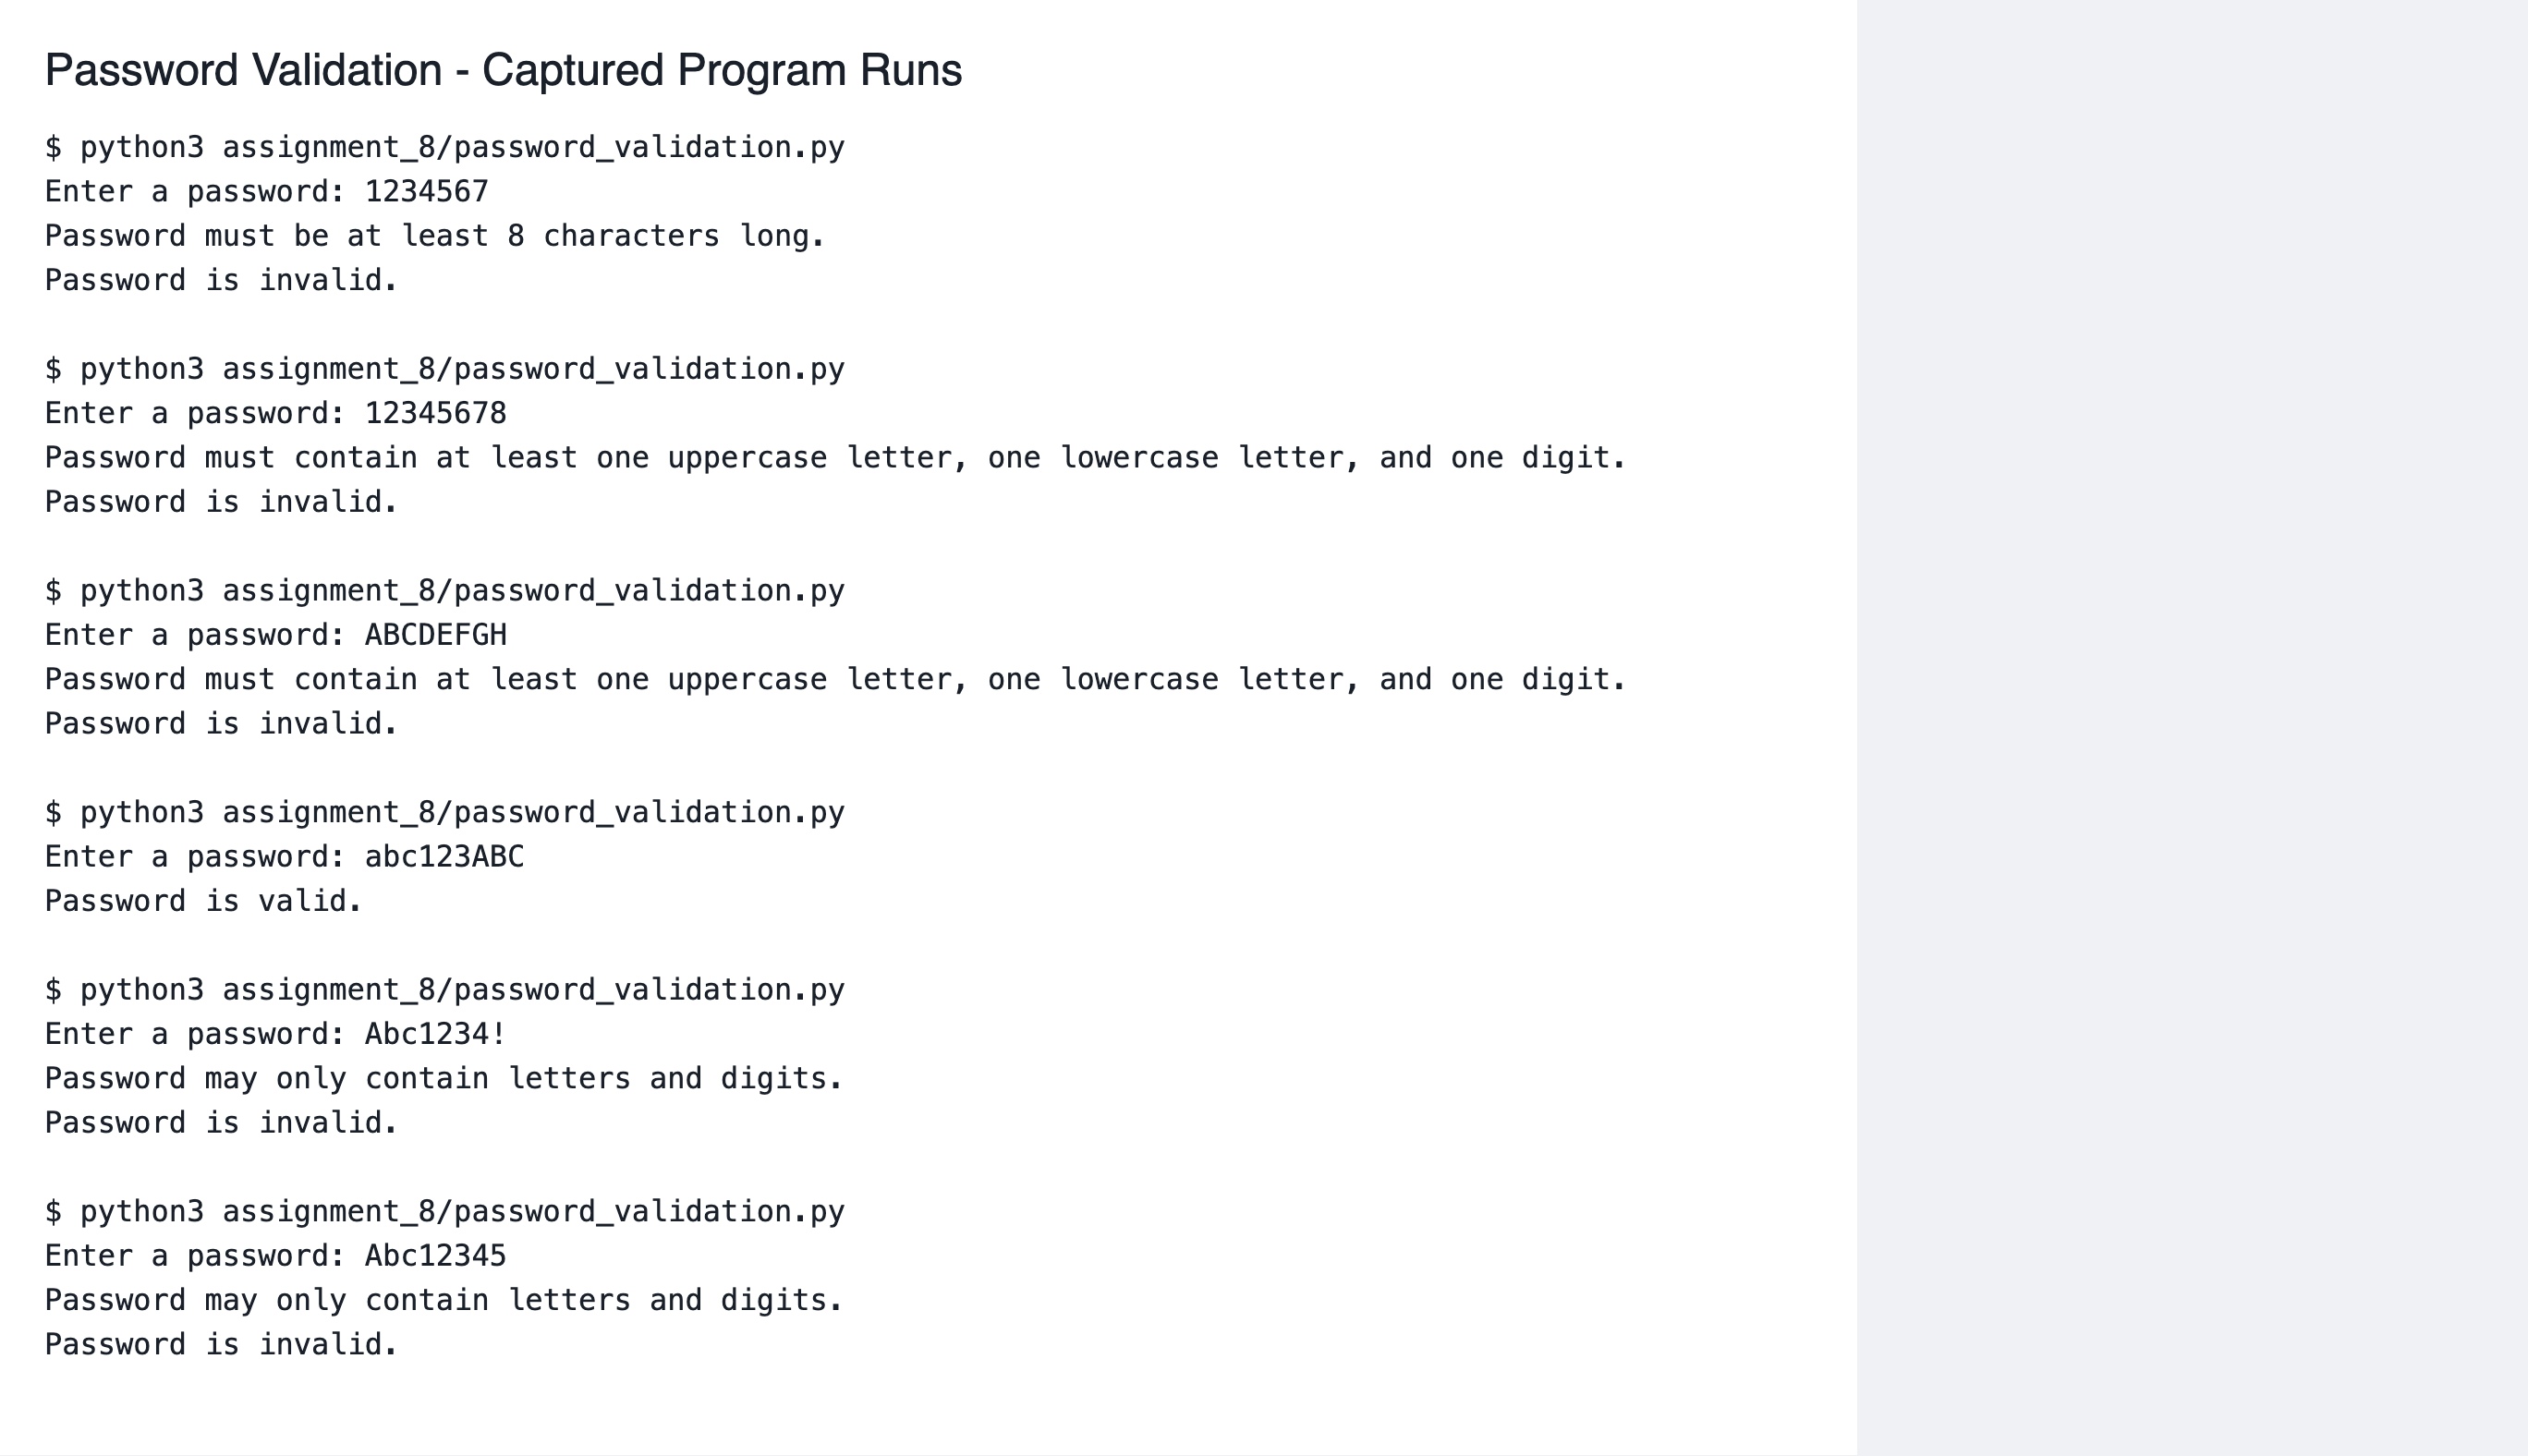 Password Validation - Captured Program Runs
$ python3 assignment_8/password_validation.py
Enter a password: 1234567
Password must be at least 8 characters long.
Password is invalid.
$ python3 assignment_8/password_validation.py
Enter a password: 12345678
Password must contain at least one uppercase letter, one lowercase letter, and one digit.
Password is invalid.
$ python3 assignment_8/password_validation.py
Enter a password: ABCDEFGH
Password must contain at least one uppercase letter, one lowercase letter, and one digit.
Password is invalid.
$ python3 assignment_8/password_validation.py
Enter a password: abc123ABC
Password is valid.
$ python3 assignment_8/password_validation.py
Enter a password: Abc1234!
Password may only contain letters and digits.
Password is invalid.
$ python3 assignment_8/password_validation.py
Enter a password: Abc12345
Password may only contain letters and digits.
Password is invalid.